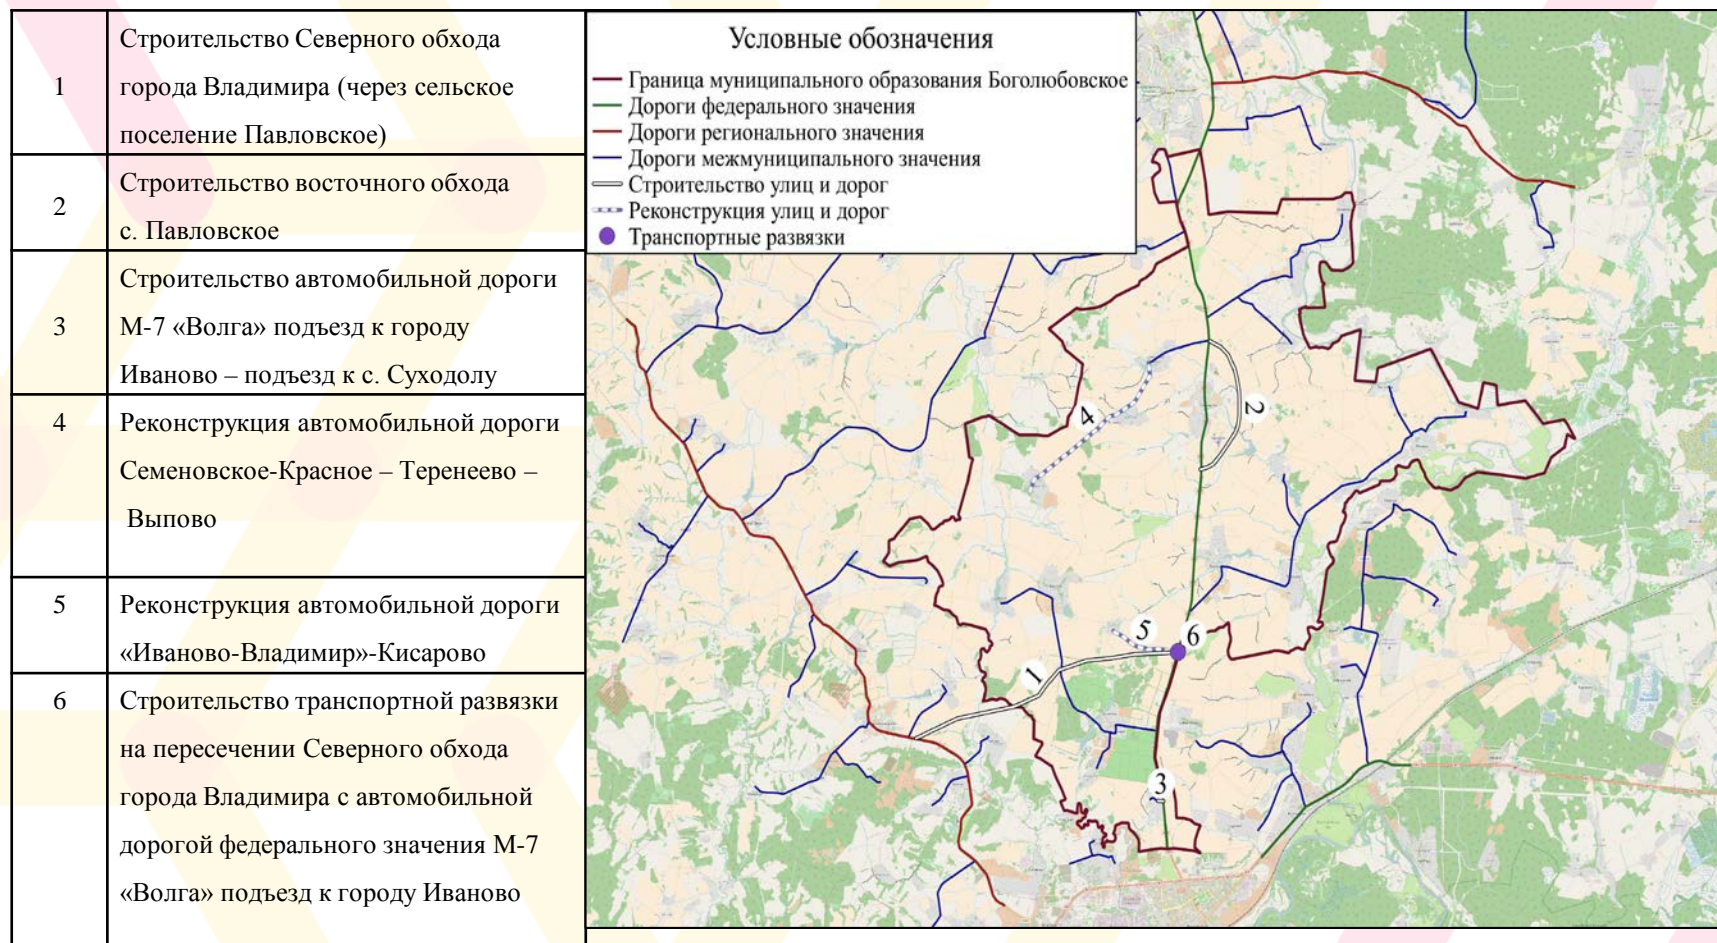 1
Строительство Северного обхода
города Владимира (через сельское
поселение Павловское)
2
Строительство восточного обхода
с. Павловское
3
Строительство автомобильной дороги
М-7 «Волга» подъезд к городу
Иваново – подъезд к с. Суходолу
4
Реконструкция автомобильной дороги
Семеновское-Красное – Теренеево –
Выпово
5
Реконструкция автомобильной дороги
«Иваново-Владимир»-Кисарово
6
Строительство транспортной развязки
на пересечении Северного обхода
города Владимира с автомобильной
дорогой федерального значения М-7
«Волга» подъезд к городу Иваново
Условные обозначения
Граница муниципального образования Боголюбовское
Дороги федерального значения
Дороги регионального значения
Дороги межмуниципального значения
Строительство улиц и дорог
Реконструкция улиц и дорог
Транспортные развязки
4
2
5
6
1
3